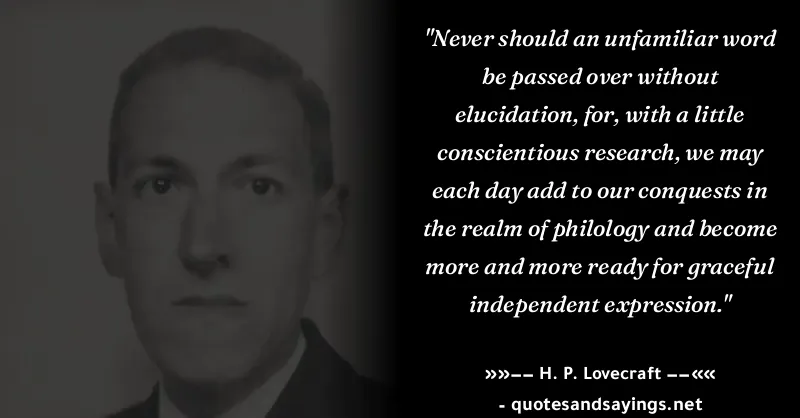 "Never should an unfamiliar word
be passed over without
elucidation, for, with a little
conscientious research, we may
each day add to our conquests in
the realm of philology and become
more and more ready for graceful
independent expression."
»»−− H. P. Lovecraft −−««
- quotesandsayings.net